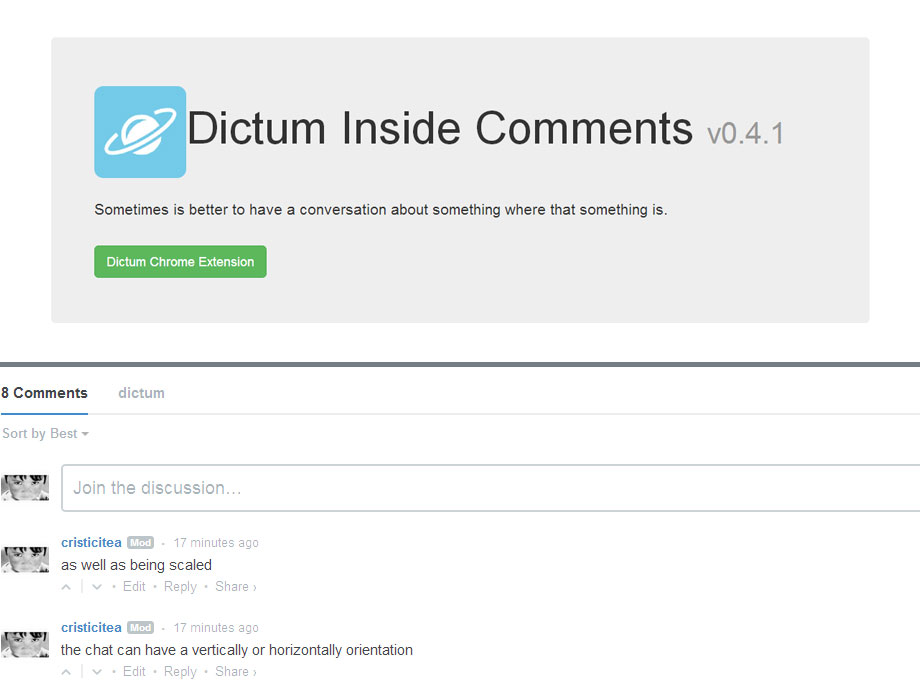 Dictum Inside Comments v0.4.1
Sometimes is better to have a conversation about something where that something is.
Dictum Chrome Extension
8 Comments dictum
Sort by Best
Join the discussion…
cristicitea Mod • 17 minutes ago
as well as being scaled
• Edit • Reply • Share ›
cristicitea Mod • 17 minutes ago
the chat can have a vertically or horizontally orientation
• Edit • Reply • Share ›